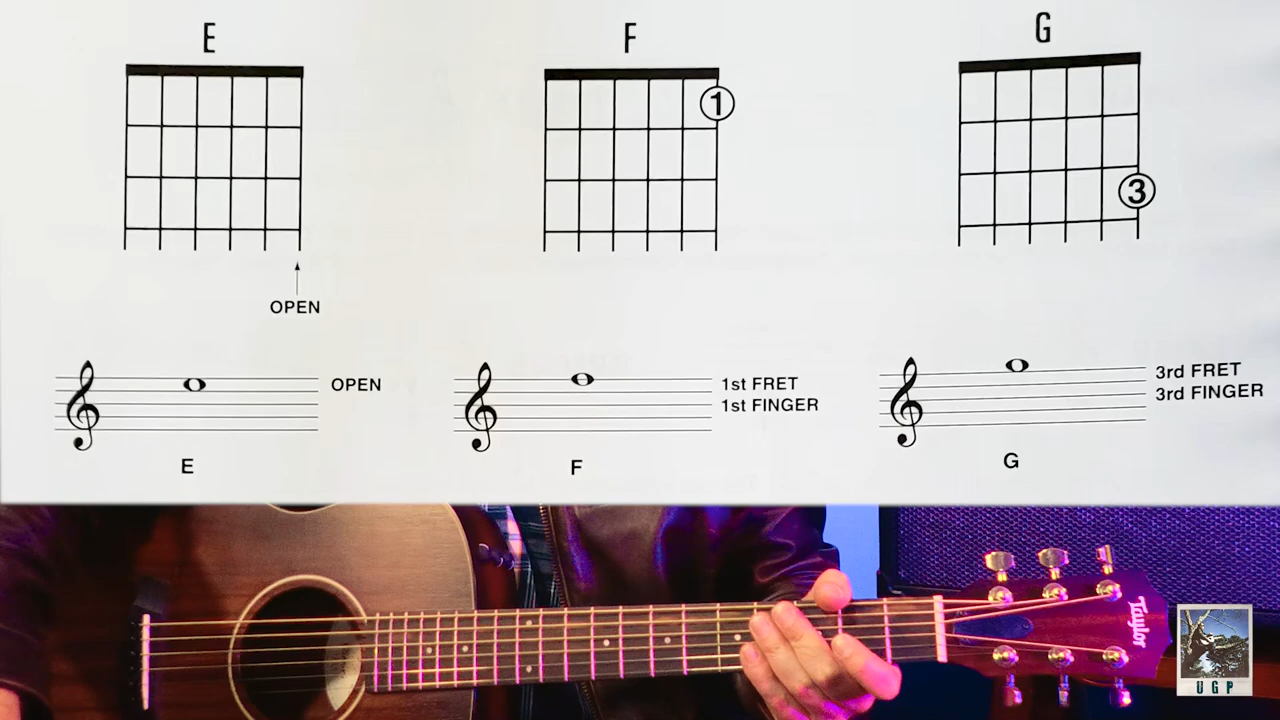 E
F
G
1
3
OPEN
OPEN
1st FRET
1st FINGER
3rd FRET
3rd FINGER
E
F
G
Taylor
UGP